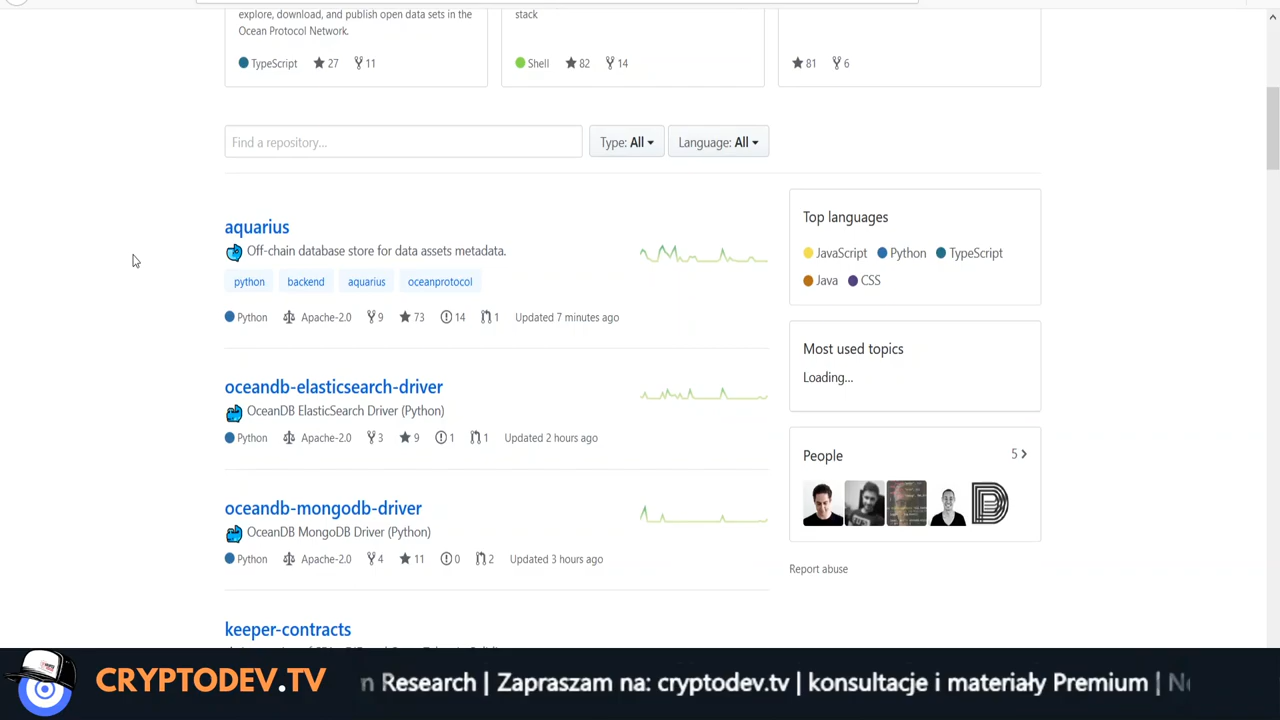 explore, download, and publish open data sets in the
Ocean Protocol Network.
stack
TypeScript 27 11
Shell 82 14
81 6
Find a repository...
Type: All
Language: All
aquarius
Off-chain database store for data assets metadata.
python backend aquarius oceanprotocol
Python Apache-2.0 9 73 14 1 Updated 7 minutes ago
oceandb-elasticsearch-driver
OceanDB ElasticSearch Driver (Python)
Python Apache-2.0 3 9 1 1 Updated 2 hours ago
oceandb-mongodb-driver
OceanDB MongoDB Driver (Python)
Python Apache-2.0 4 11 0 2 Updated 3 hours ago
keeper-contracts
Top languages
JavaScript Python TypeScript
Java CSS
Most used topics
Loading...
People 5
Report abuse
CRYPTODEV.TV
n Research | Zapraszam na: cryptodev.tv | konsultacje i materiały Premium | N